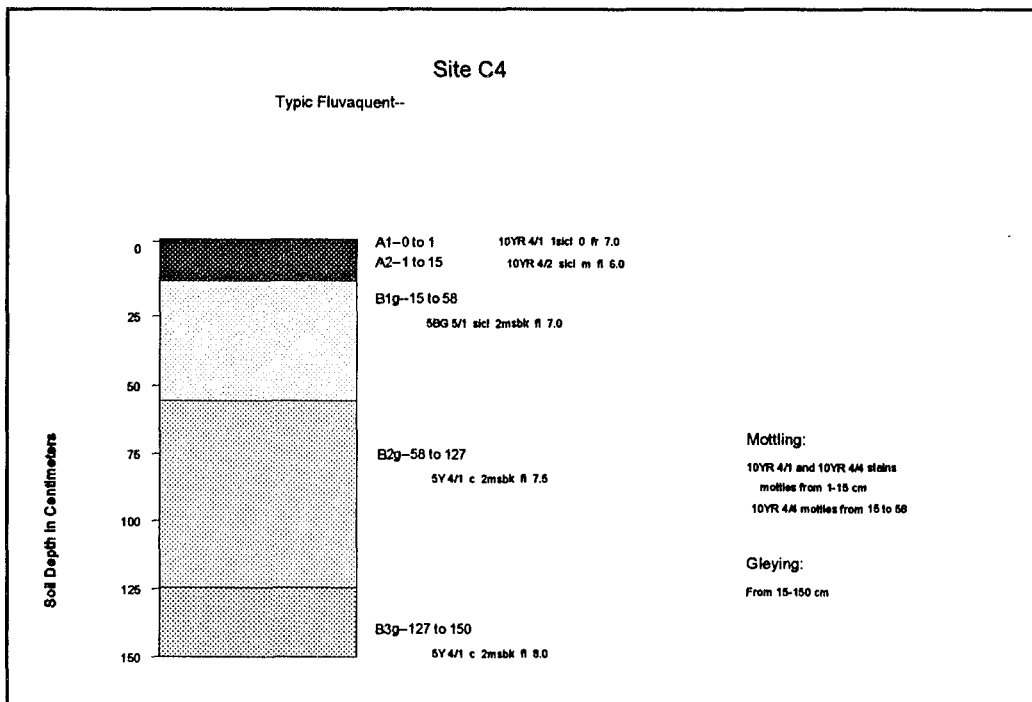 Site C4
Typic Fluvaquent--
0
25
50
75
100
125
150
Soil Depth in Centimeters
A1--0 to 1 10YR 4/1 1sicl 0 fr 7.0
A2--1 to 15 10YR 4/2 sicl m fi 6.0
B1g--15 to 58
5BG 5/1 sicl 2msbk fi 7.0
B2g--58 to 127
5Y 4/1 c 2msbk fi 7.5
B3g--127 to 150
5Y 4/1 c 2msbk fi 8.0
Mottling:
10YR 4/1 and 10YR 4/4 stains
mottles from 1-15 cm
10YR 4/4 mottles from 15 to 58
Gleying:
From 15-150 cm